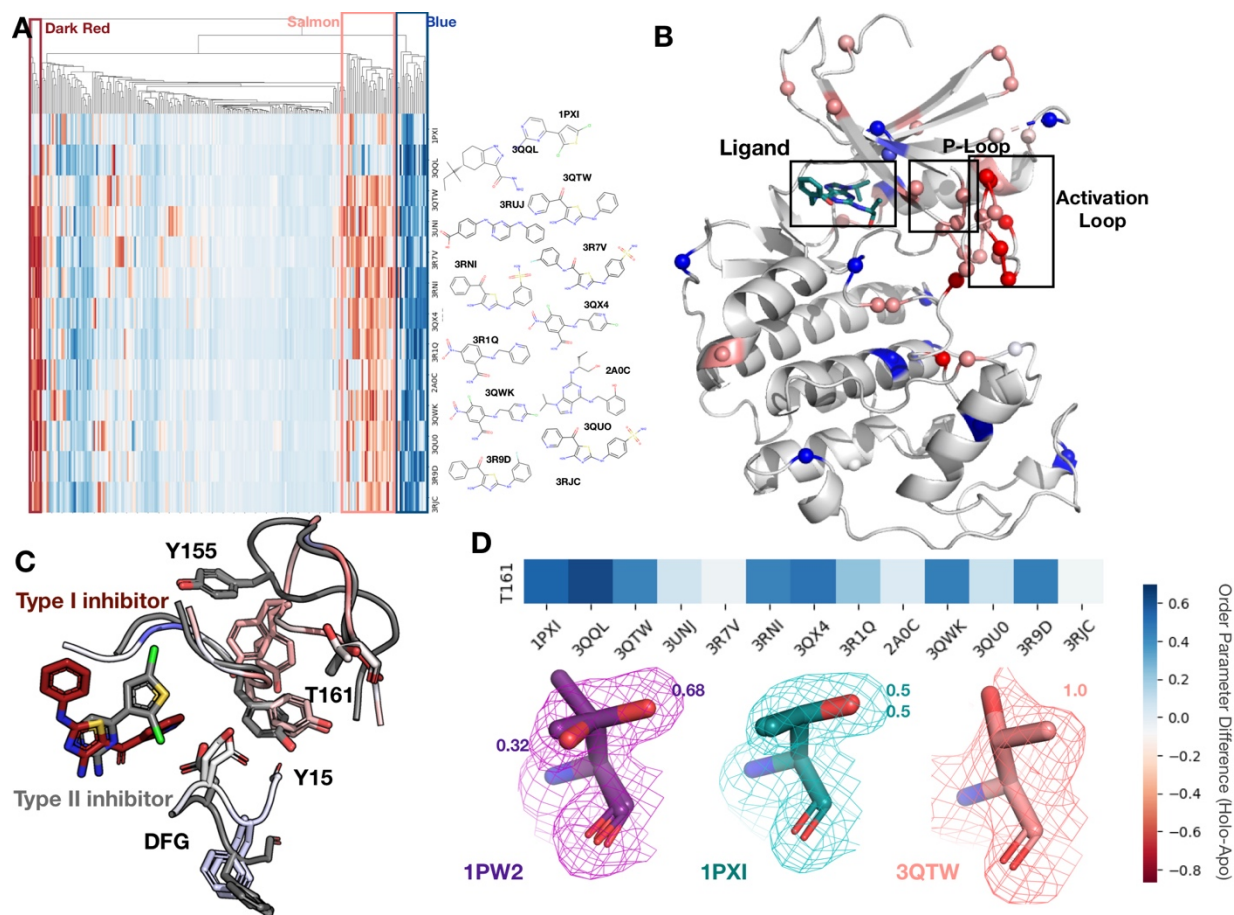 A
Dark Red
Salmon
Blue
1PXI
3QQL
3QTW
3UNI
3R7V
3RNI
3QX4
3R1Q
2A0C
3QWK
3QU0
3R9D
3RJC
1PXI
3QQL
3QTW
3RUJ
3R7V
3RNI
3QX4
3R1Q
2A0C
3QWK
3QUO
3R9D
3RJC
B
Ligand
P-Loop
Activation
Loop
C
Y155
Type I inhibitor
T161
Y15
Type II inhibitor
DFG
D
T161
1PXI
3QQL
3QTW
3UNJ
3R7V
3RNI
3QX4
3R1Q
2A0C
3QWK
3QU0
3R9D
3RJC
0.68
0.32
1PW2
0.5
0.5
1PXI
1.0
3QTW
0.6
0.4
0.2
0.0
−0.2
−0.4
−0.6
−0.8
Order Parameter Difference (Holo-Apo)